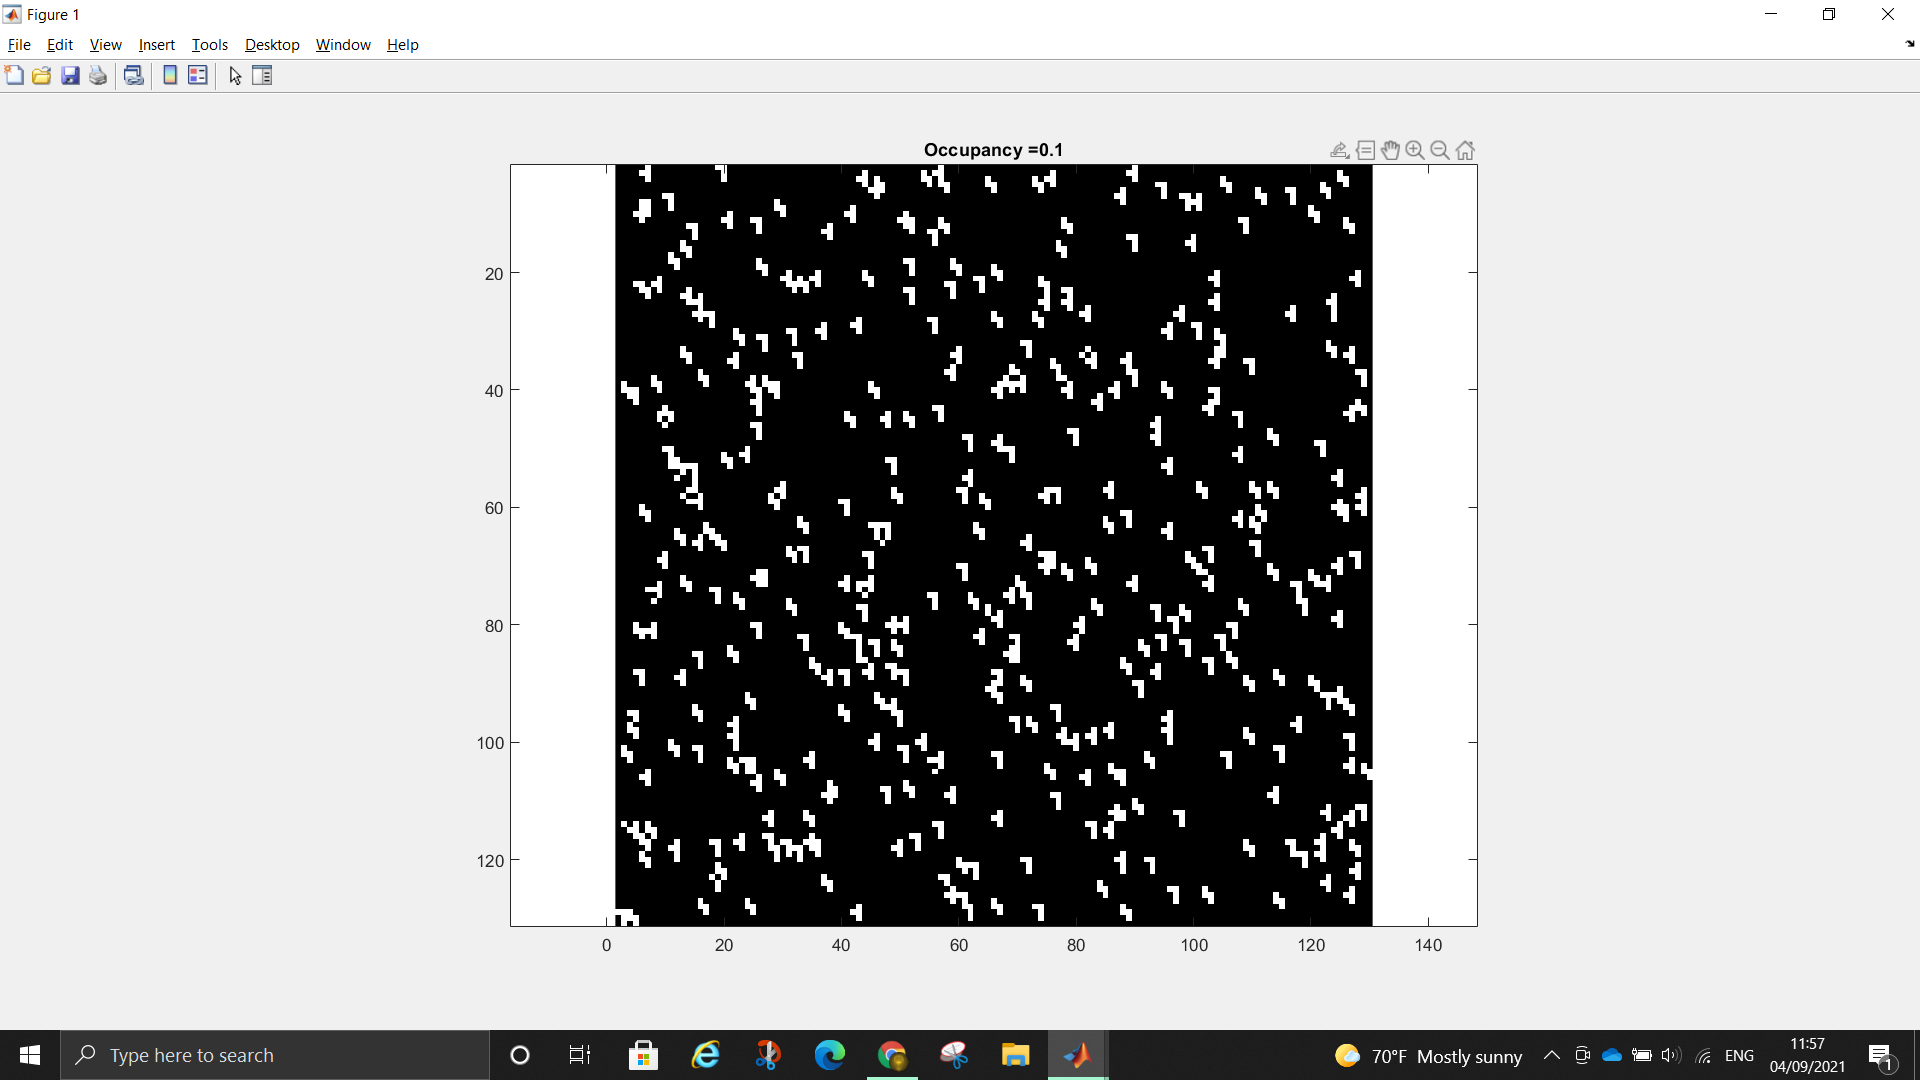 Figure 1
File Edit View Insert Tools Desktop Window Help
Occupancy =0.1
20
40
60
80
100
120
0 20 40 60 80 100 120 140
Type here to search
70°F Mostly sunny
ENG
11:57
04/09/2021
1